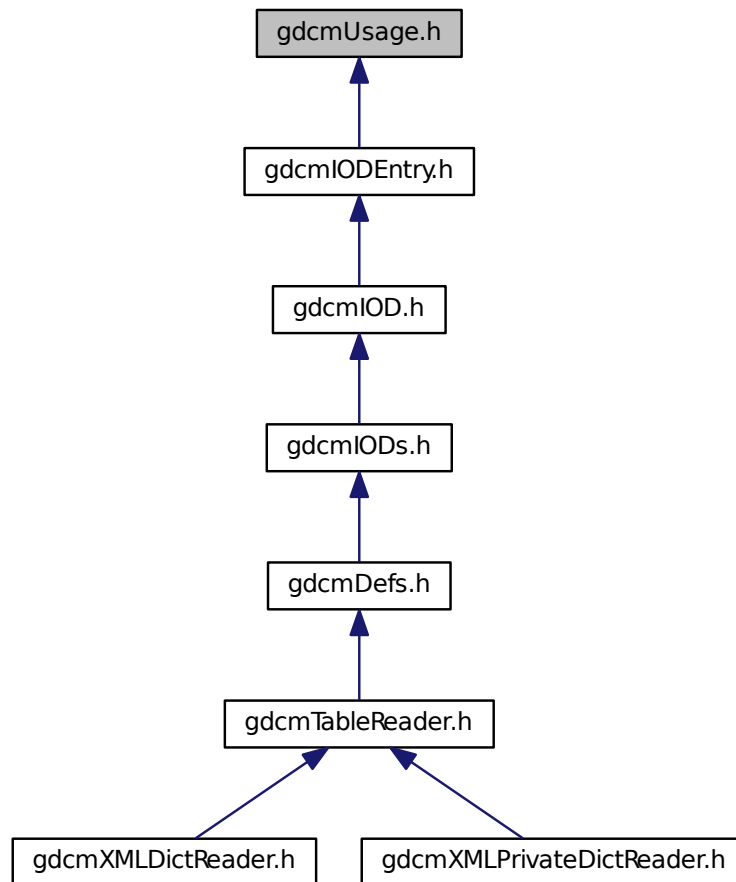 gdcmUsage.h
gdcmIODEntry.h
gdcmIOD.h
gdcmIODs.h
gdcmDefs.h
gdcmTableReader.h
gdcmXMLDictReader.h
gdcmXMLPrivateDictReader.h